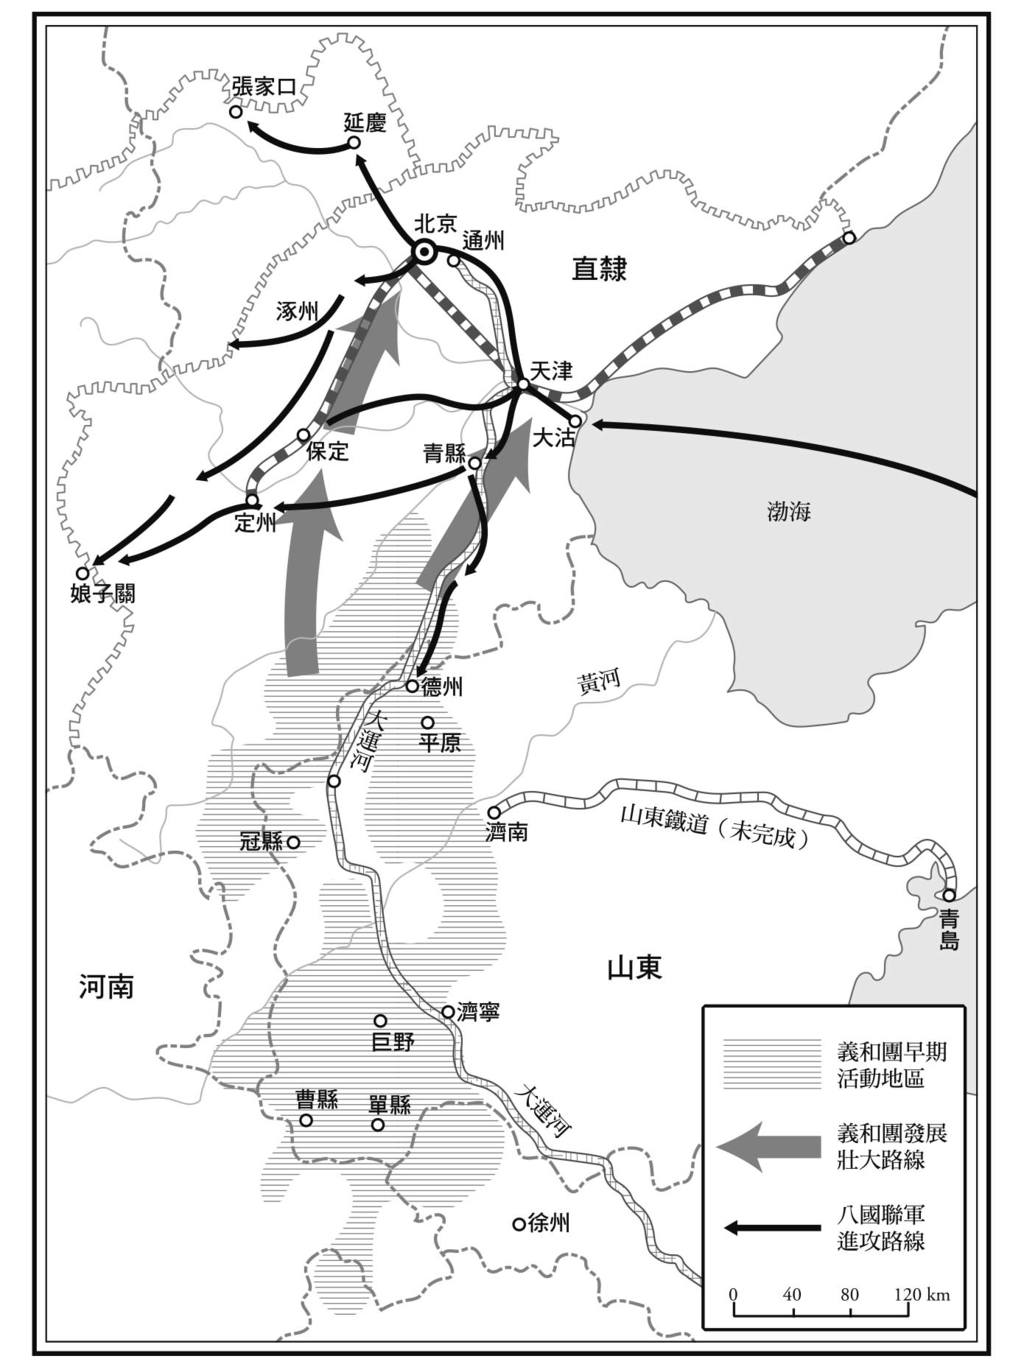 張家口
延慶
北京
通州
直隸
涿州
天津
大沽
保定
青縣
渤海
定州
娘子關
黃河
德州
大運河
平原
山東鐵道（未完成）
濟南
冠縣
青島
山東
河南
濟寧
巨野
大運河
曹縣
單縣
徐州
義和團早期
活動地區
義和團發展
壯大路線
八國聯軍
進攻路線
0 40 80 120 km